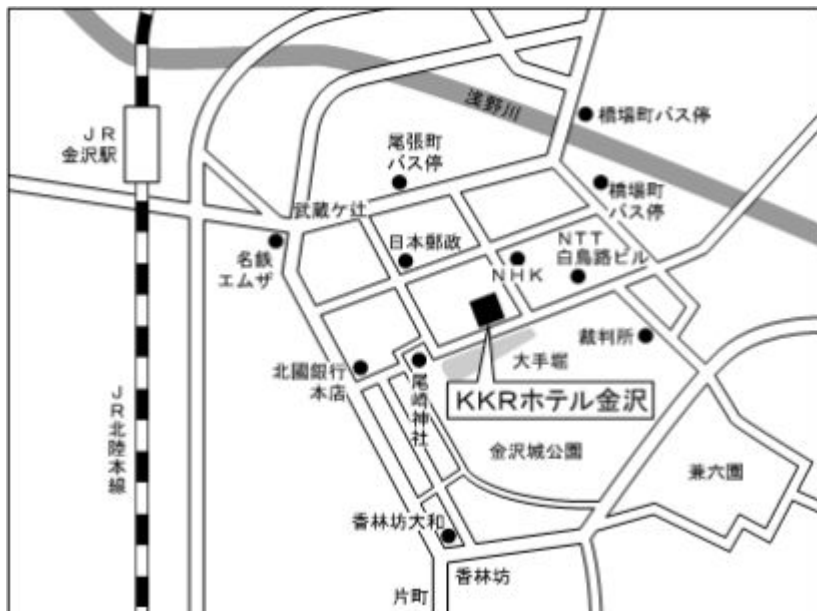 浅野川
橋場町バス停
ＪＲ
金沢駅
尾張町
バス停
橋場町
バス停
武蔵ケ辻
日本郵政
ＮＴＴ
白鳥路ビル
名鉄
エムザ
ＮＨＫ
裁判所
大手堀
北國銀行
本店
尾崎神社
KKRホテル金沢
ＪＲ北陸本線
金沢城公園
兼六園
香林坊大和
香林坊
片町